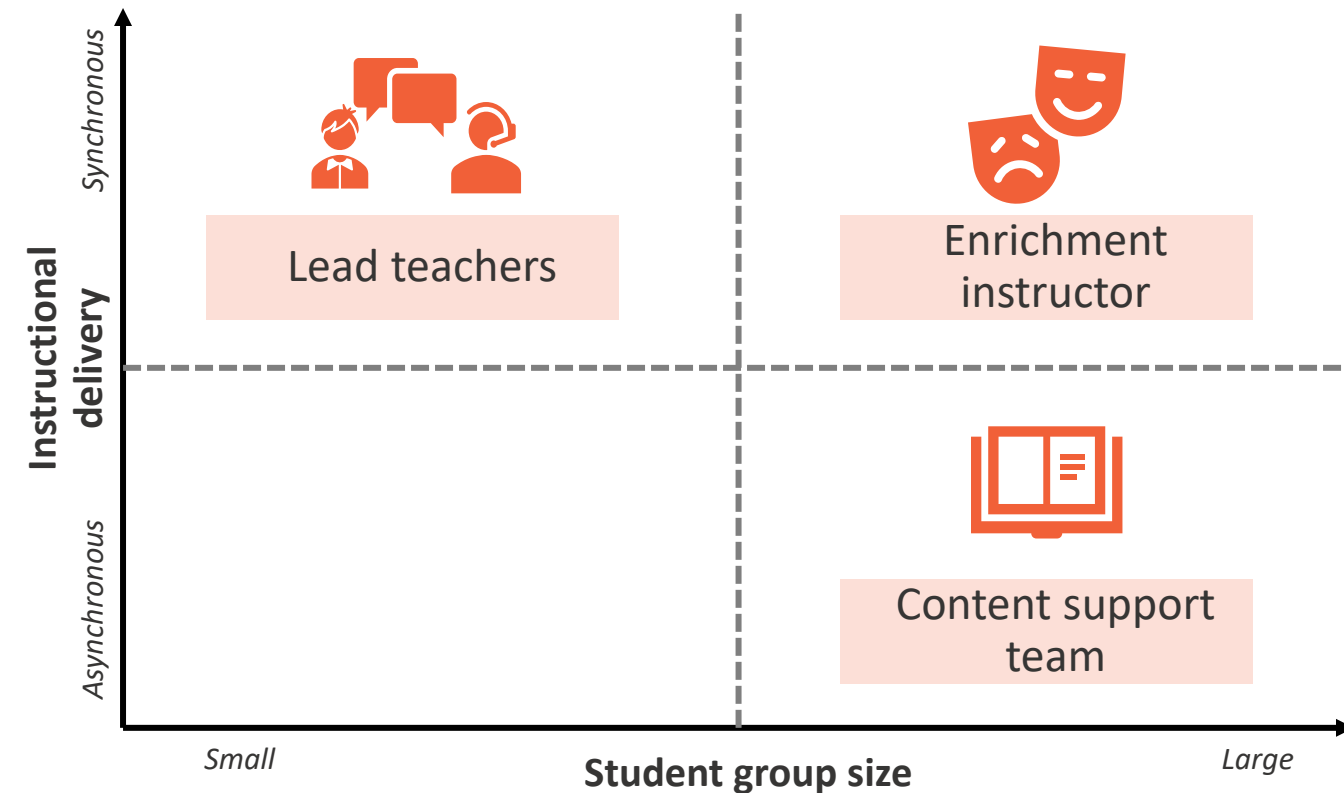 Synchronous
Lead teachers
Enrichment
instructor
Instructional
delivery
Asynchronous
Content support
team
Small
Student group size
Large